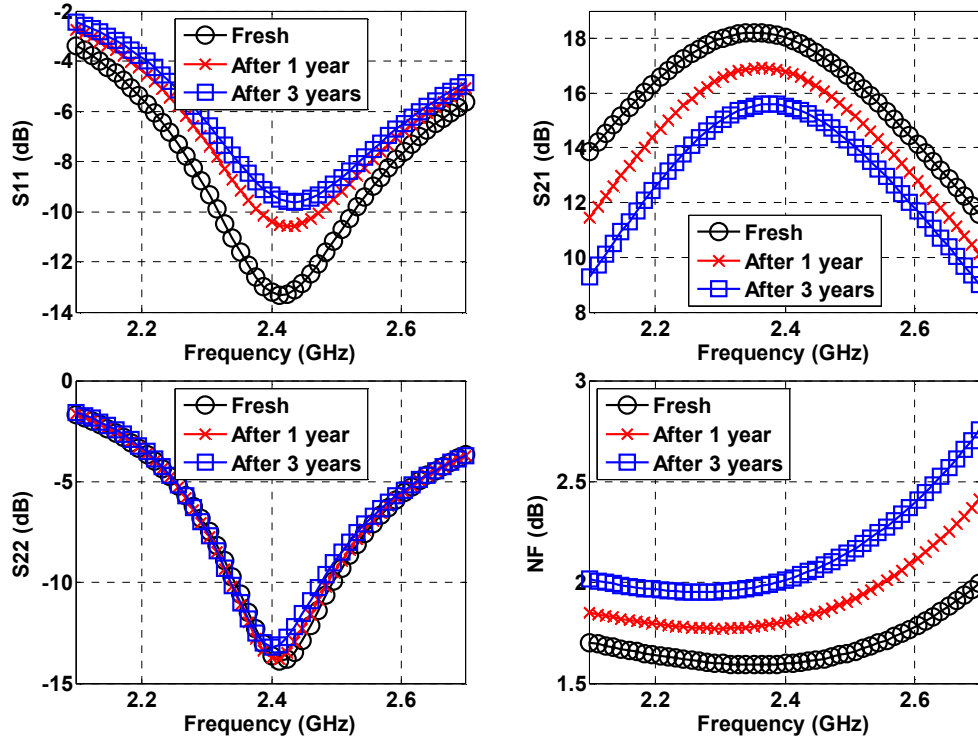 -2
-4
-6
-8
-10
-12
-14
S11 (dB)
Fresh
After 1 year
After 3 years
2.2
2.4
2.6
Frequency (GHz)
18
16
14
12
10
8
S21 (dB)
Fresh
After 1 year
After 3 years
2.2
2.4
2.6
Frequency (GHz)
0
-5
-10
-15
S22 (dB)
Fresh
After 1 year
After 3 years
2.2
2.4
2.6
Frequency (GHz)
3
2.5
2
1.5
NF (dB)
Fresh
After 1 year
After 3 years
2.2
2.4
2.6
Frequency (GHz)